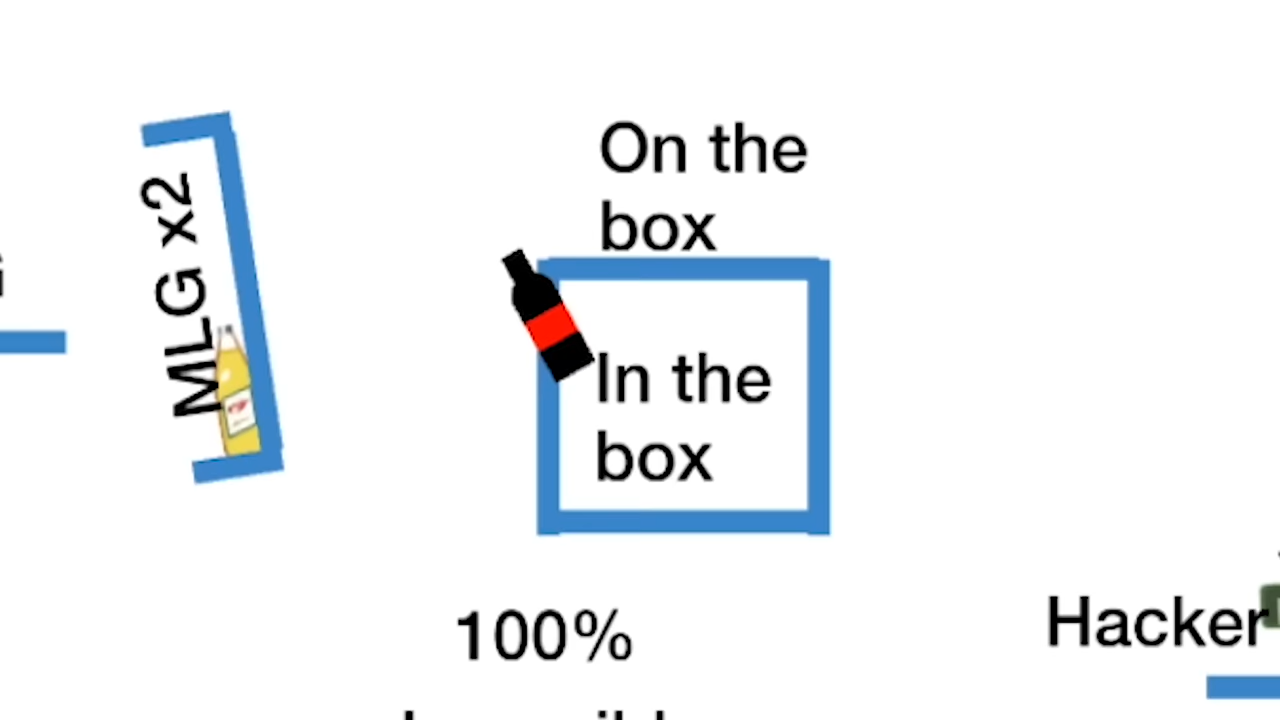 MLG x2
On the
box
In the
box
100%
Hacker